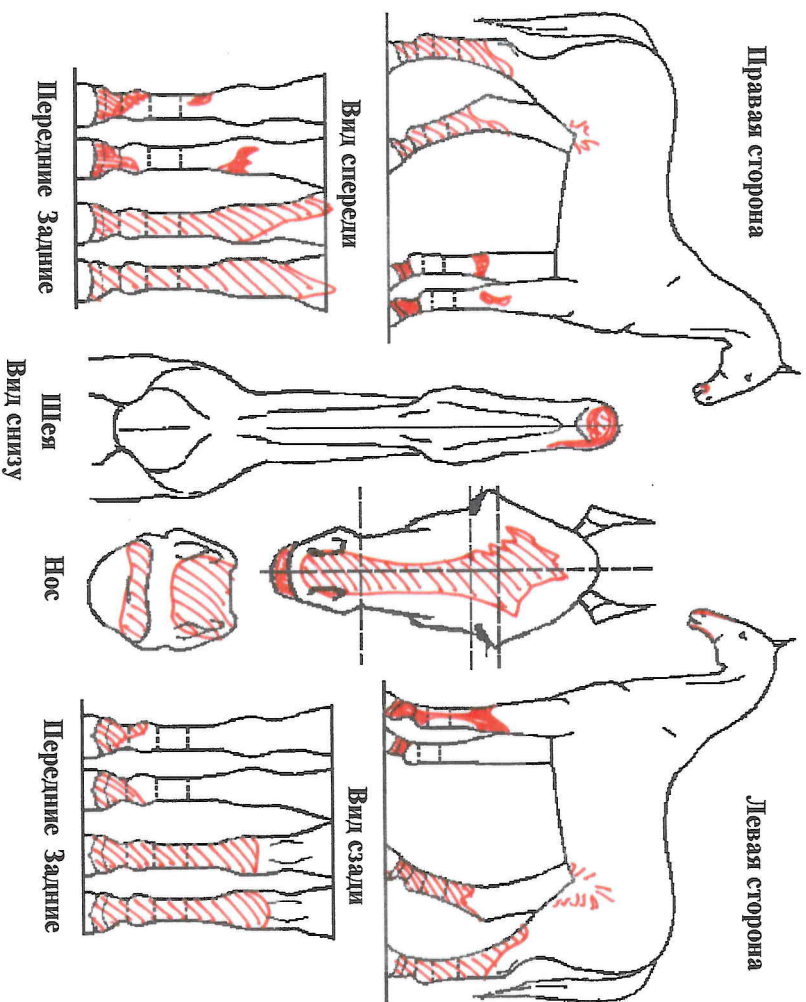 Правая сторона
Левая сторона
Вид спереди
Передние Задние
Шея
Вид снизу
Нос
Вид сзади
Передние Задние